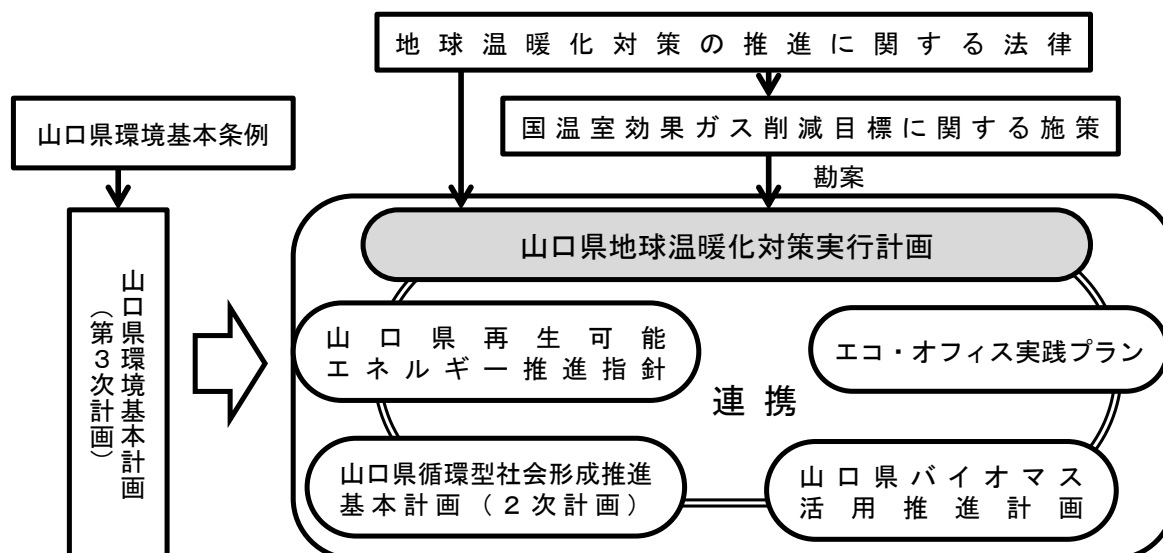 地球温暖化対策の推進に関する法律
山口県環境基本条例
国温室効果ガス削減目標に関する施策
勘案
山口県地球温暖化対策実行計画
山口県環境基本計画
（第３次計画）
山口県再生可能
エネルギー推進指針
エコ・オフィス実践プラン
連携
山口県循環型社会形成推進
基本計画（２次計画）
山口県バイオマス
活用推進計画